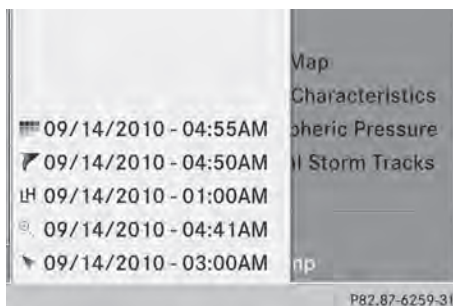 Map
Characteristics
09/14/2010 - 04:55AM
pheric Pressure
09/14/2010 - 04:50AM
l Storm Tracks
LH 09/14/2010 - 01:00AM
09/14/2010 - 04:41AM
09/14/2010 - 03:00AM
mp
P82.87-6259-31